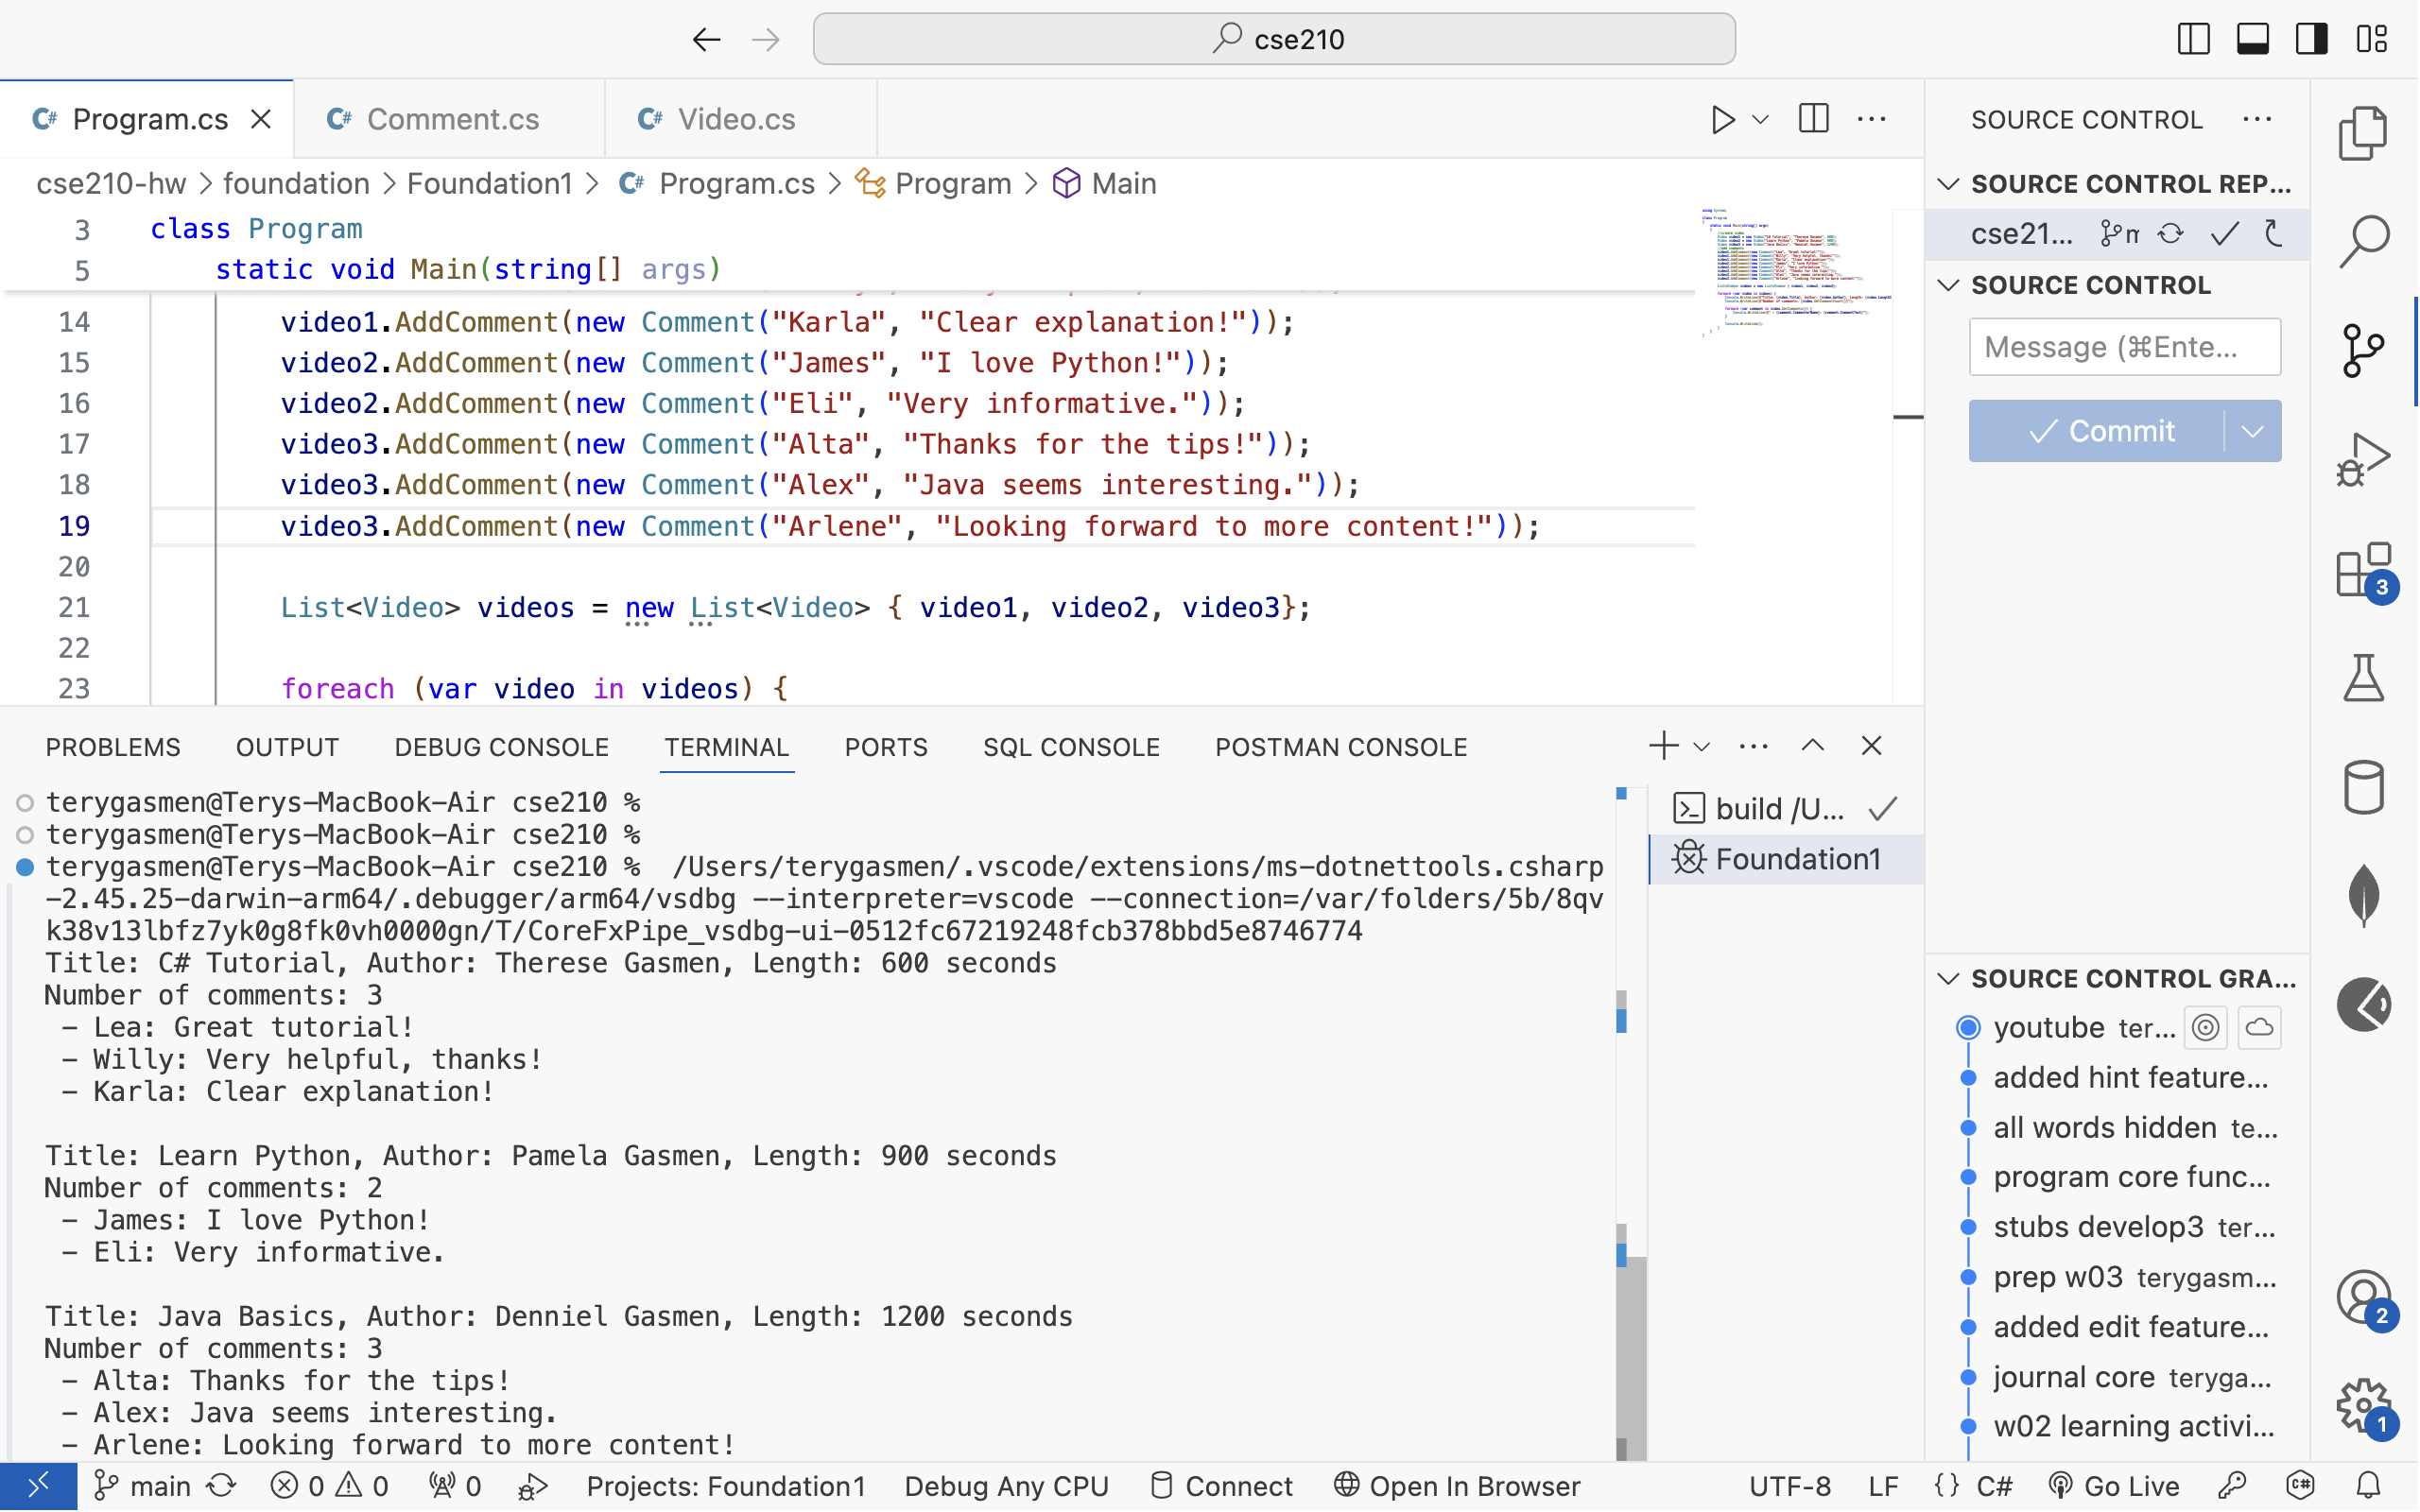 cse210
Program.cs
Comment.cs
Video.cs
cse210-hw > foundation > Foundation1 > Program.cs > Program > Main
3 class Program
5 static void Main(string[] args)
14 video1.AddComment(new Comment("Karla", "Clear explanation!"));
15 video2.AddComment(new Comment("James", "I love Python!"));
16 video2.AddComment(new Comment("Eli", "Very informative."));
17 video3.AddComment(new Comment("Alta", "Thanks for the tips!"));
18 video3.AddComment(new Comment("Alex", "Java seems interesting."));
19 video3.AddComment(new Comment("Arlene", "Looking forward to more content!"));
20
21 List<Video> videos = new List<Video> { video1, video2, video3};
22
23 foreach (var video in videos) {
PROBLEMS OUTPUT DEBUG CONSOLE TERMINAL PORTS SQL CONSOLE POSTMAN CONSOLE
terygasmen@Terys-MacBook-Air cse210 %
terygasmen@Terys-MacBook-Air cse210 %
terygasmen@Terys-MacBook-Air cse210 %  /Users/terygasmen/.vscode/extensions/ms-dotnettools.csharp
-2.45.25-darwin-arm64/.debugger/arm64/vsdbg --interpreter=vscode --connection=/var/folders/5b/8qv
k38v13lbfz7yk0g8fk0vh0000gn/T/CoreFxPipe_vsdbg-ui-0512fc67219248fcb378bbd5e8746774
Title: C# Tutorial, Author: Therese Gasmen, Length: 600 seconds
Number of comments: 3
- Lea: Great tutorial!
- Willy: Very helpful, thanks!
- Karla: Clear explanation!
Title: Learn Python, Author: Pamela Gasmen, Length: 900 seconds
Number of comments: 2
- James: I love Python!
- Eli: Very informative.
Title: Java Basics, Author: Denniel Gasmen, Length: 1200 seconds
Number of comments: 3
- Alta: Thanks for the tips!
- Alex: Java seems interesting.
- Arlene: Looking forward to more content!
build /U...
Foundation1
SOURCE CONTROL
SOURCE CONTROL REP...
cse21...
SOURCE CONTROL
Message (⌘Ente...
Commit
SOURCE CONTROL GRA...
youtube ter...
added hint feature...
all words hidden te...
program core func...
stubs develop3 ter...
prep w03 terygasm...
added edit feature...
journal core teryga...
w02 learning activi...
3
2
1
main 0 0 0 Projects: Foundation1 Debug Any CPU Connect Open In Browser UTF-8 LF {} C# Go Live